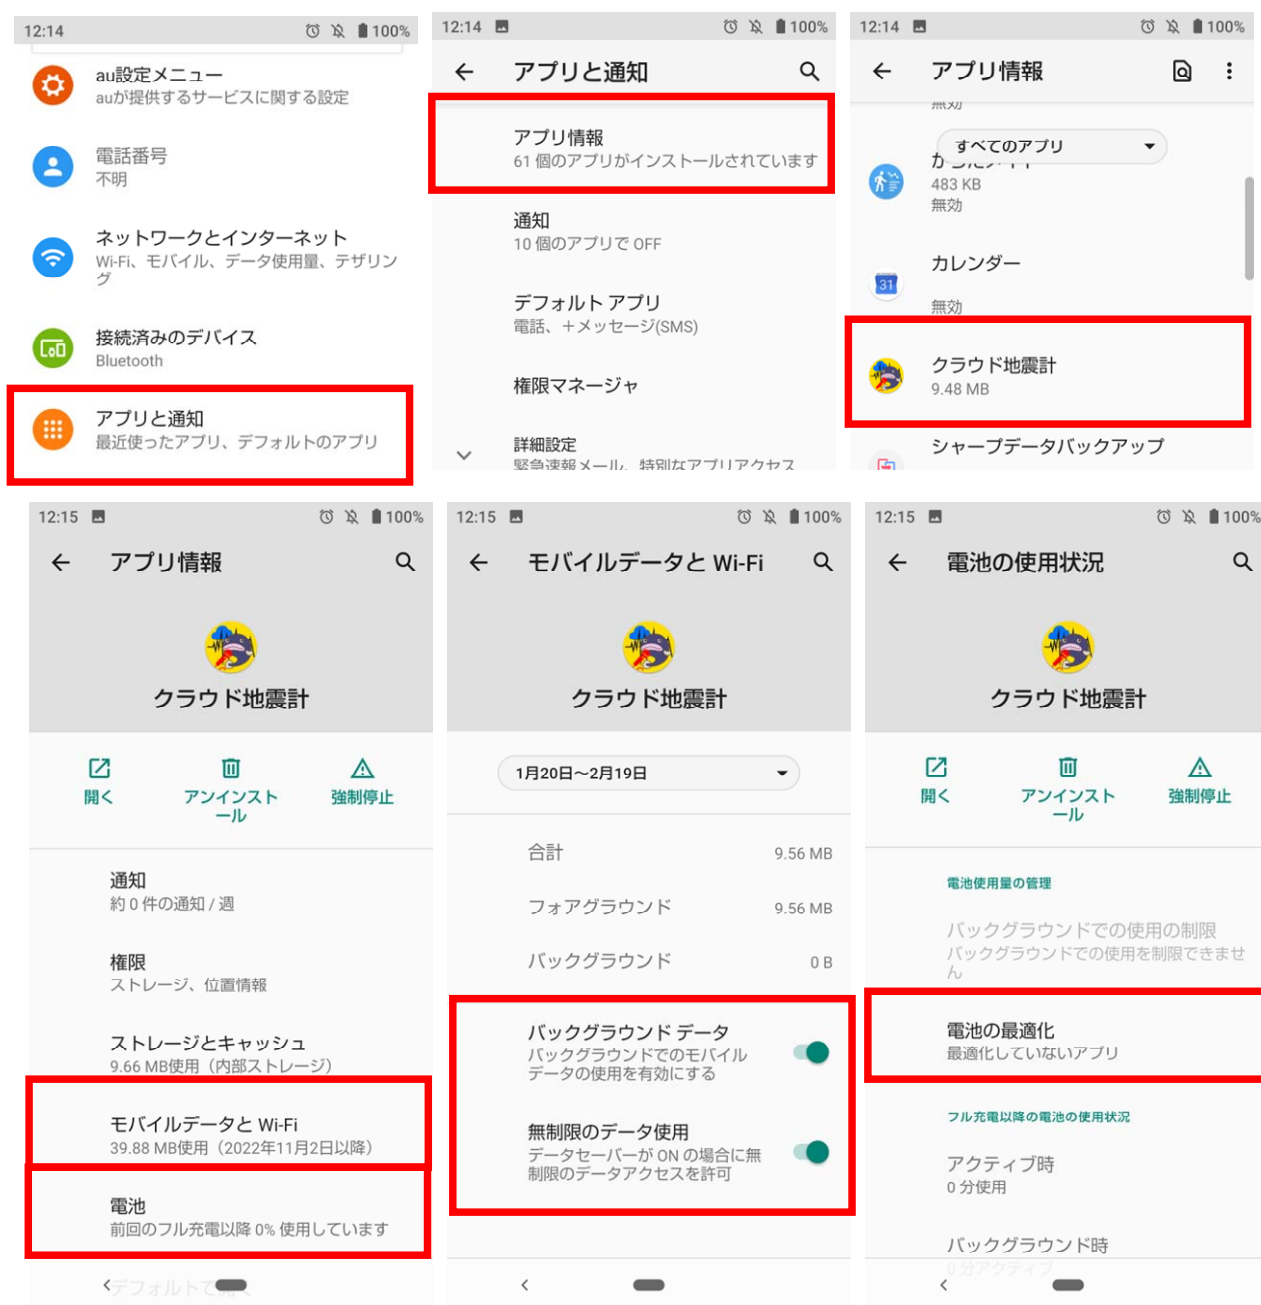 12:14
100%
au設定メニュー
auが提供するサービスに関する設定
電話番号
不明
ネットワークとインターネット
Wi-Fi、モバイル、データ使用量、テザリン
グ
接続済みのデバイス
Bluetooth
アプリと通知
最近使ったアプリ、デフォルトのアプリ
12:14
100%
アプリと通知
アプリ情報
61 個のアプリがインストールされています
通知
10 個のアプリで OFF
デフォルト アプリ
電話、＋メッセージ(SMS)
権限マネージャ
詳細設定
緊急速報メール、特別なアプリアクセス
12:14
100%
アプリ情報
無効
すべてのアプリ
483 KB
無効
カレンダー
31
無効
クラウド地震計
9.48 MB
シャープデータバックアップ
12:15
100%
アプリ情報
クラウド地震計
開く
アンインスト
ール
強制停止
通知
約 0 件の通知 / 週
権限
ストレージ、位置情報
ストレージとキャッシュ
9.66 MB使用（内部ストレージ）
モバイルデータと Wi-Fi
39.88 MB使用（2022年11月2日以降）
電池
前回のフル充電以降 0% 使用しています
12:15
100%
モバイルデータと Wi-Fi
クラウド地震計
1月20日～2月19日
合計
9.56 MB
フォアグラウンド
9.56 MB
バックグラウンド
0 B
バックグラウンド データ
バックグラウンドでのモバイル
データの使用を有効にする
無制限のデータ使用
データセーバーが ON の場合に無
制限のデータアクセスを許可
12:15
100%
電池の使用状況
クラウド地震計
開く
アンインスト
ール
強制停止
電池使用量の管理
バックグラウンドでの使用の制限
バックグラウンドでの使用を制限できませ
ん
電池の最適化
最適化していないアプリ
フル充電以降の電池の使用状況
アクティブ時
0 分使用
バックグラウンド時
0 分アクティブ